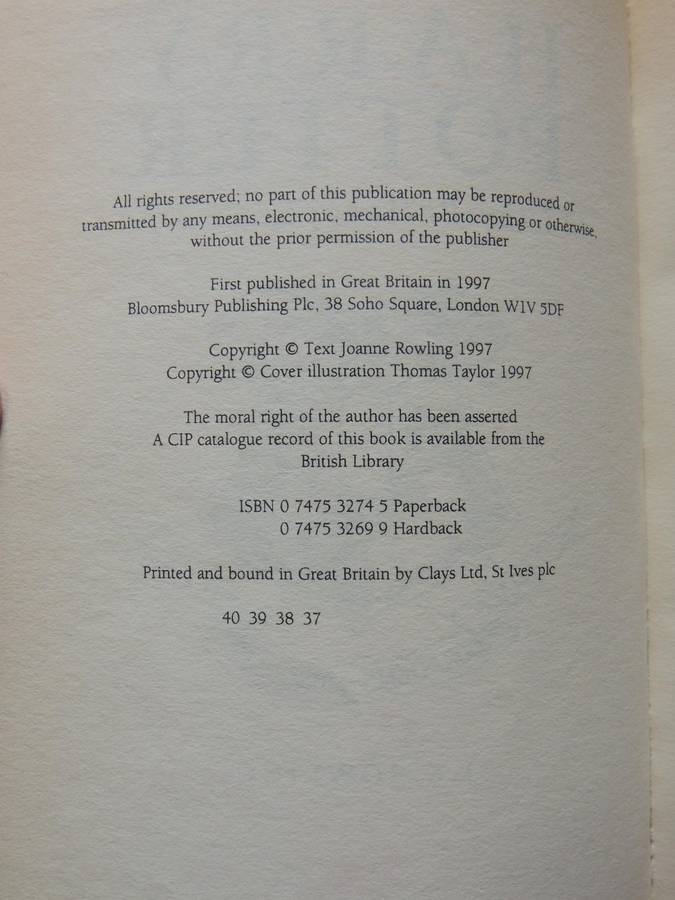 All rights reserved; no part of this publication may be reproduced or
transmitted by any means, electronic, mechanical, photocopying or otherwise,
without the prior permission of the publisher
First published in Great Britain in 1997
Bloomsbury Publishing Plc, 38 Soho Square, London W1V 5DF
Copyright © Text Joanne Rowling 1997
Copyright © Cover illustration Thomas Taylor 1997
The moral right of the author has been asserted
A CIP catalogue record of this book is available from the
British Library
ISBN 0 7475 3274 5 Paperback
0 7475 3269 9 Hardback
Printed and bound in Great Britain by Clays Ltd, St Ives plc
40 39 38 37